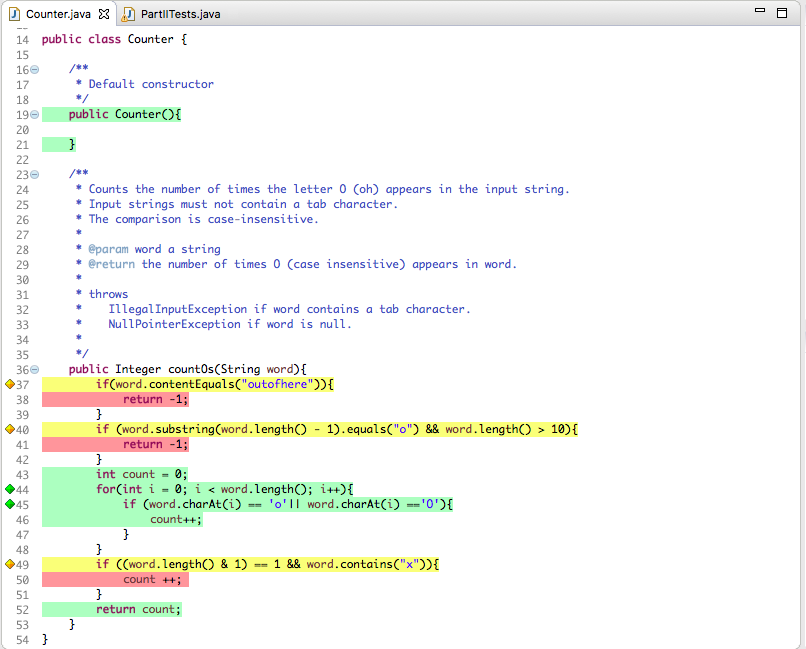 Counter.java PartIITests.java
14 public class Counter {
15
16 /**
17 * Default constructor
18 */
19 public Counter(){
20
21 }
22
23 /**
24 * Counts the number of times the letter O (oh) appears in the input string.
25 * Input strings must not contain a tab character.
26 * The comparison is case-insensitive.
27 *
28 * @param word a string
29 * @return the number of times O (case insensitive) appears in word.
30 *
31 * throws
32 * IllegalInputException if word contains a tab character.
33 * NullPointerException if word is null.
34 *
35 */
36 public Integer countOs(String word){
37 if(word.contentEquals("outofhere")){
38 return -1;
39 }
40 if (word.substring(word.length() - 1).equals("o") && word.length() > 10){
41 return -1;
42 }
43 int count = 0;
44 for(int i = 0; i < word.length(); i++){
45 if (word.charAt(i) == 'o'|| word.charAt(i) =='O'){
46 count++;
47 }
48 }
49 if ((word.length() & 1) == 1 && word.contains("x")){
50 count ++;
51 }
52 return count;
53 }
54 }